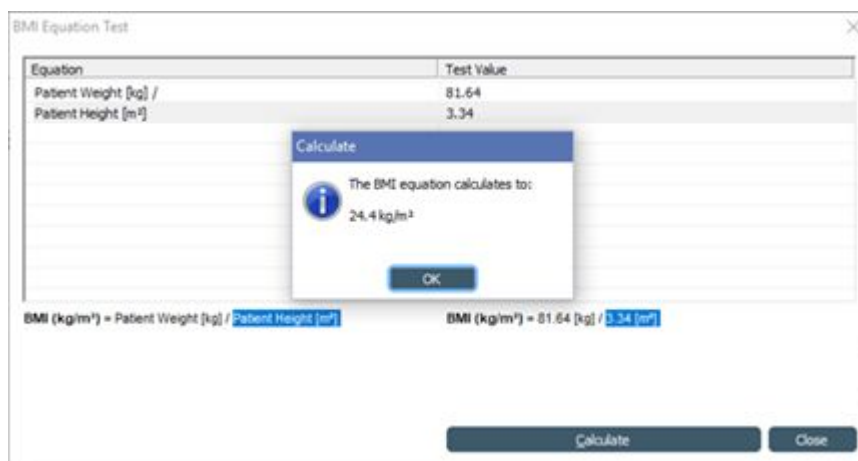 BMI Equation Test
Equation Test Value
Patient Weight [kg] / 81.64
Patient Height [m²] 3.34
Calculate
The BMI equation calculates to:
24.4 kg/m²
OK
BMI (kg/m²) = Patient Weight [kg] / Patient Height [m²] BMI (kg/m²) = 81.64 [kg] / 3.34 [m²]
Calculate Close